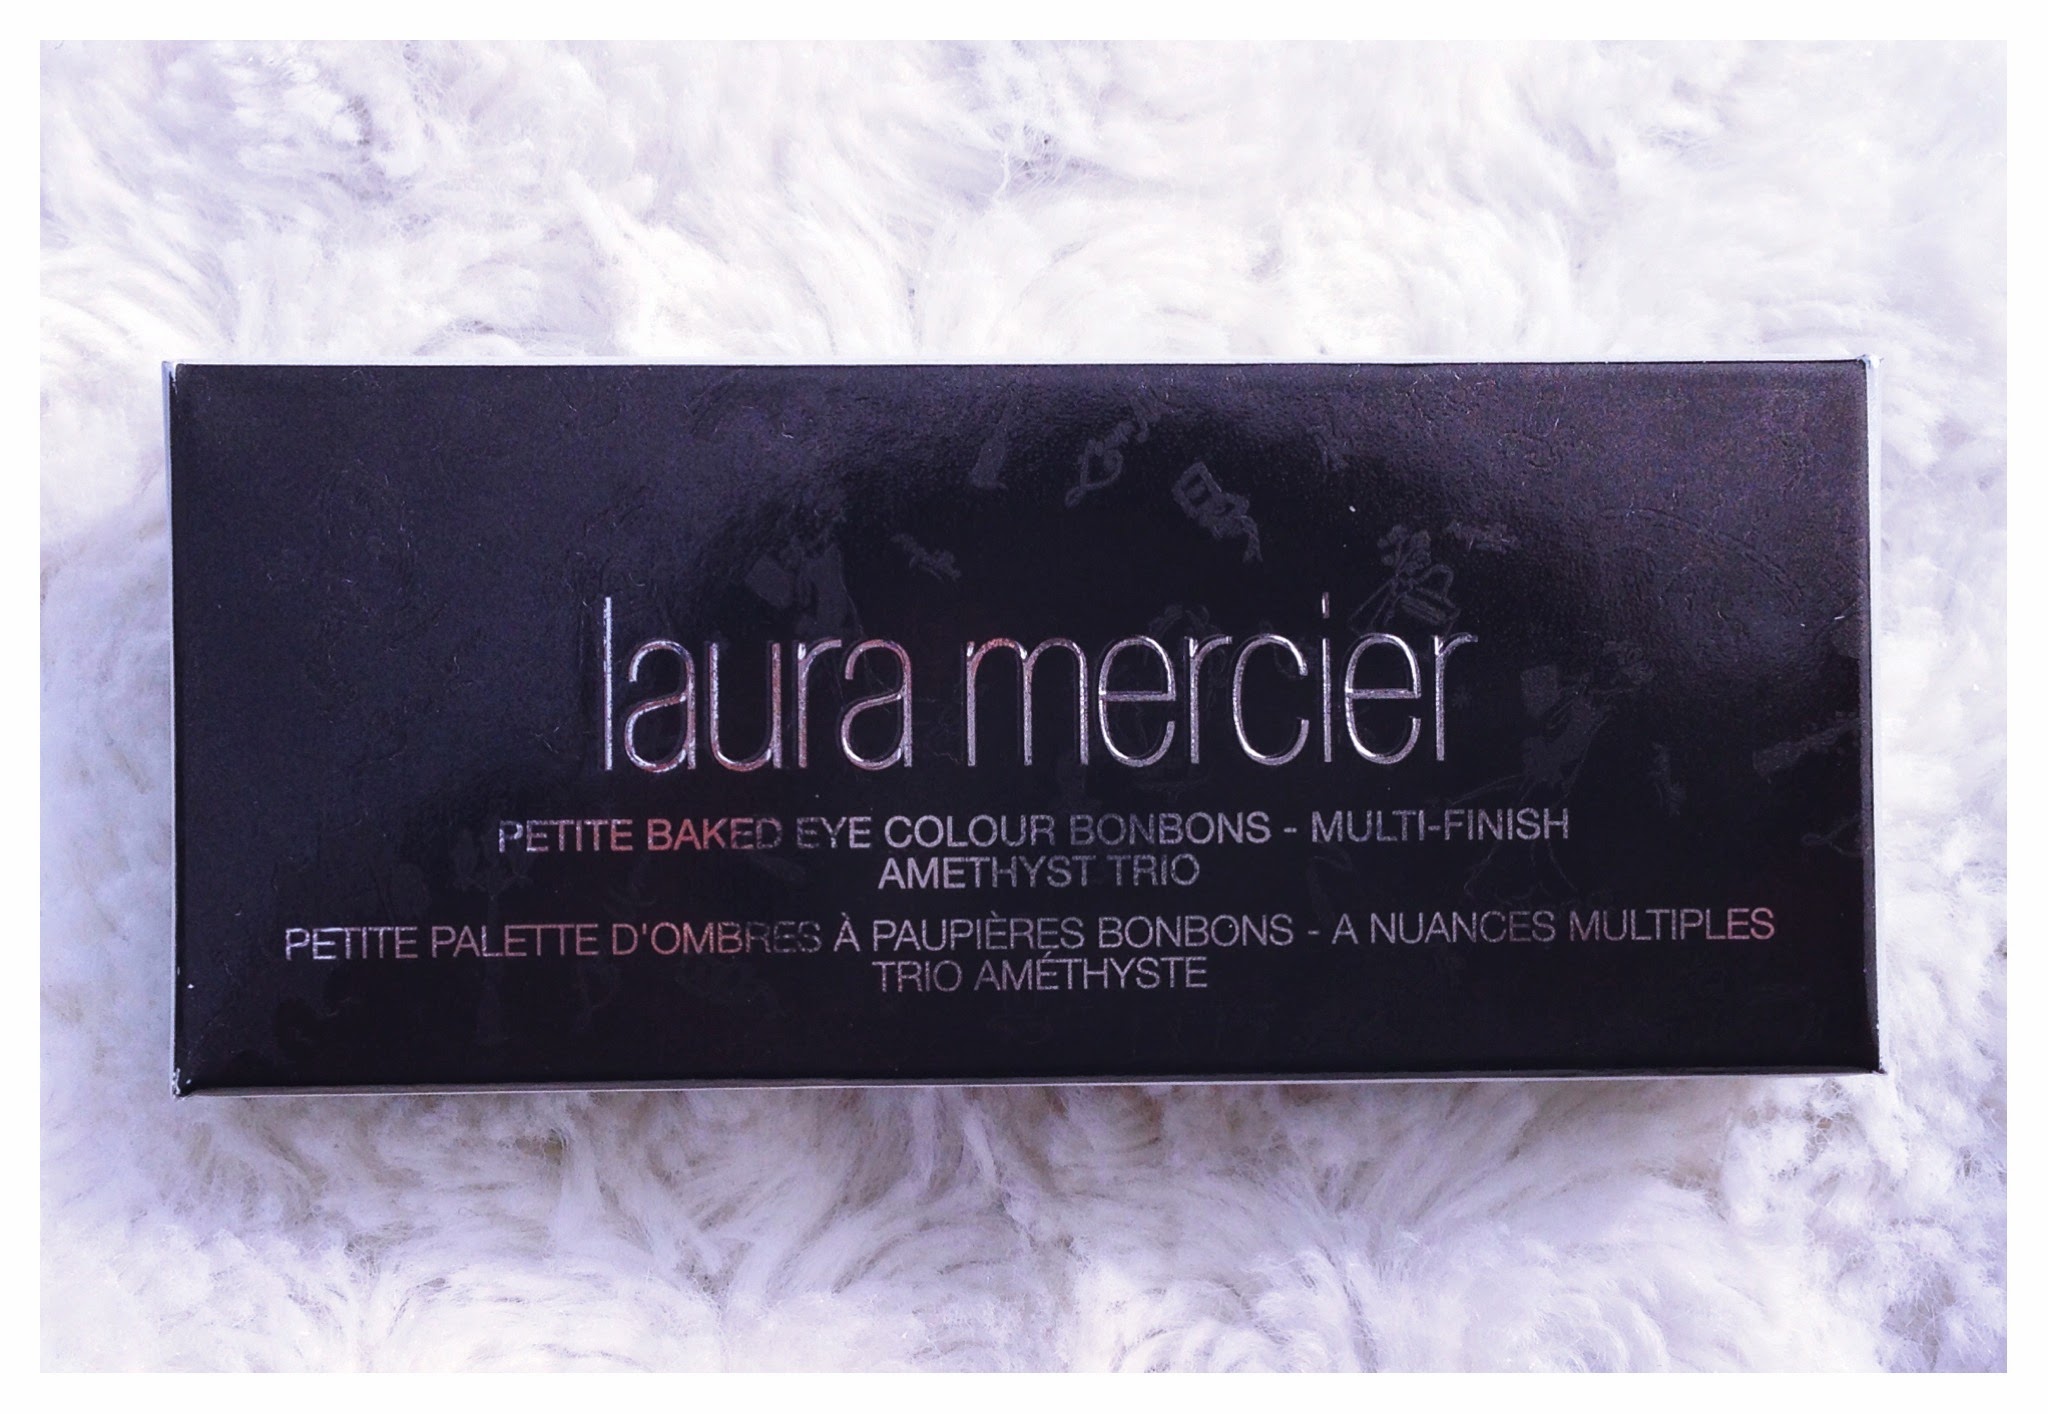 laura mercier
PETITE BAKED EYE COLOUR BONBONS - MULTI-FINISH
AMETHYST TRIO
PETITE PALETTE D'OMBRES À PAUPIÈRES BONBONS - A NUANCES MULTIPLES
TRIO AMÉTHYSTE